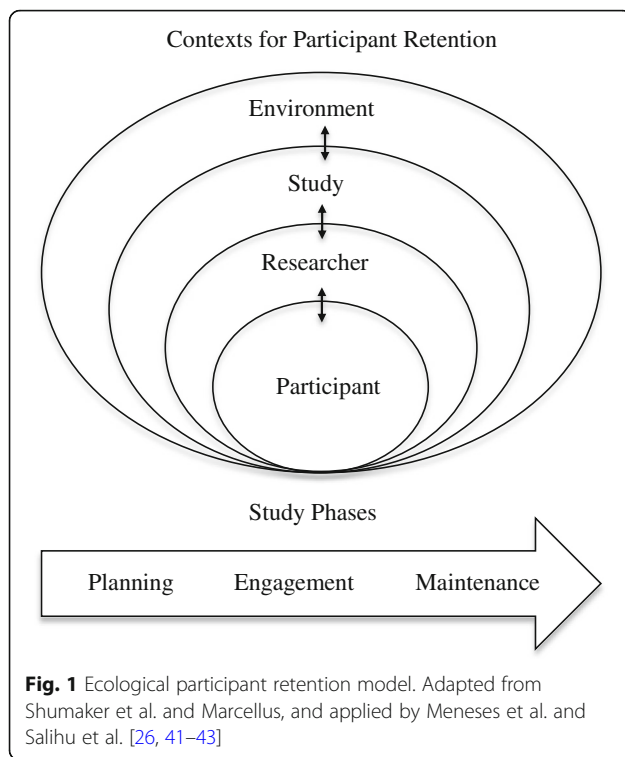 Contexts for Participant Retention
Environment
Study
Researcher
Participant
Study Phases
Planning Engagement Maintenance
Fig. 1 Ecological participant retention model. Adapted from
Shumaker et al. and Marcellus, and applied by Meneses et al. and
Salihu et al. [26, 41–43]